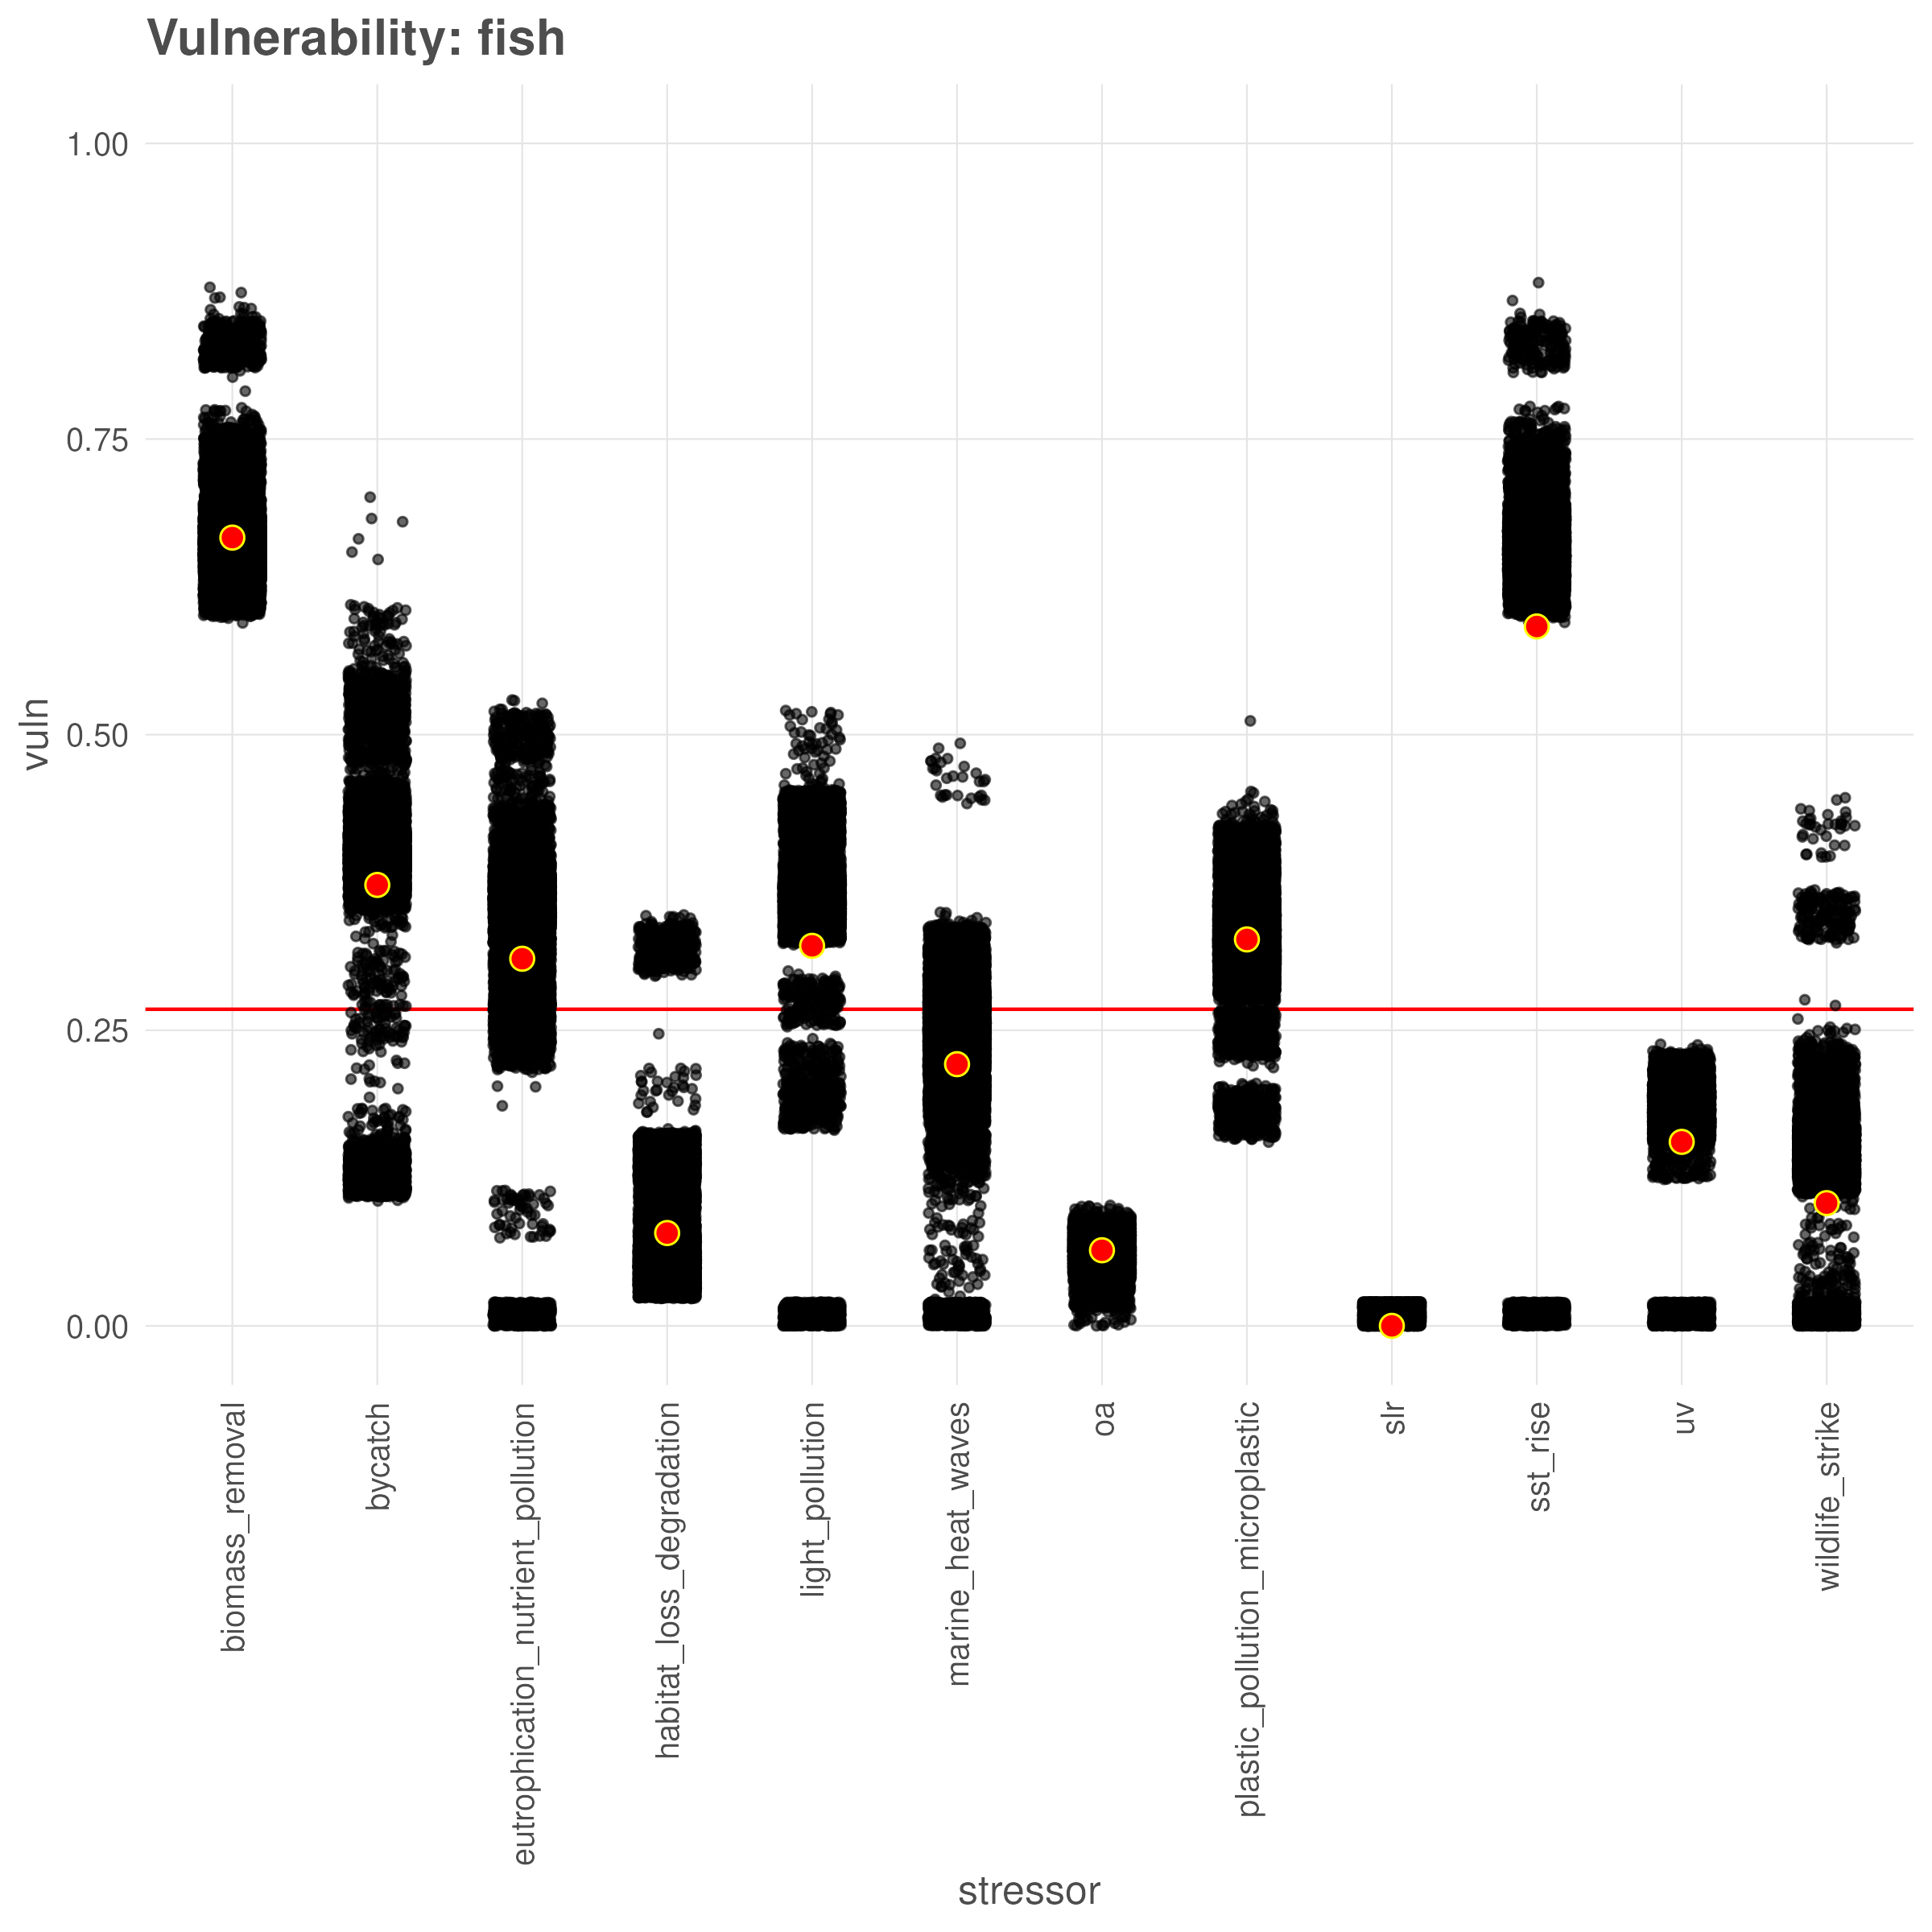 Vulnerability: fish
1.00
0.75
0.50
0.25
0.00
vuln
biomass_removal
bycatch
eutrophication_nutrient_pollution
habitat_loss_degradation
light_pollution
marine_heat_waves
oa
plastic_pollution_microplastic
slr
sst_rise
uv
wildlife_strike
stressor